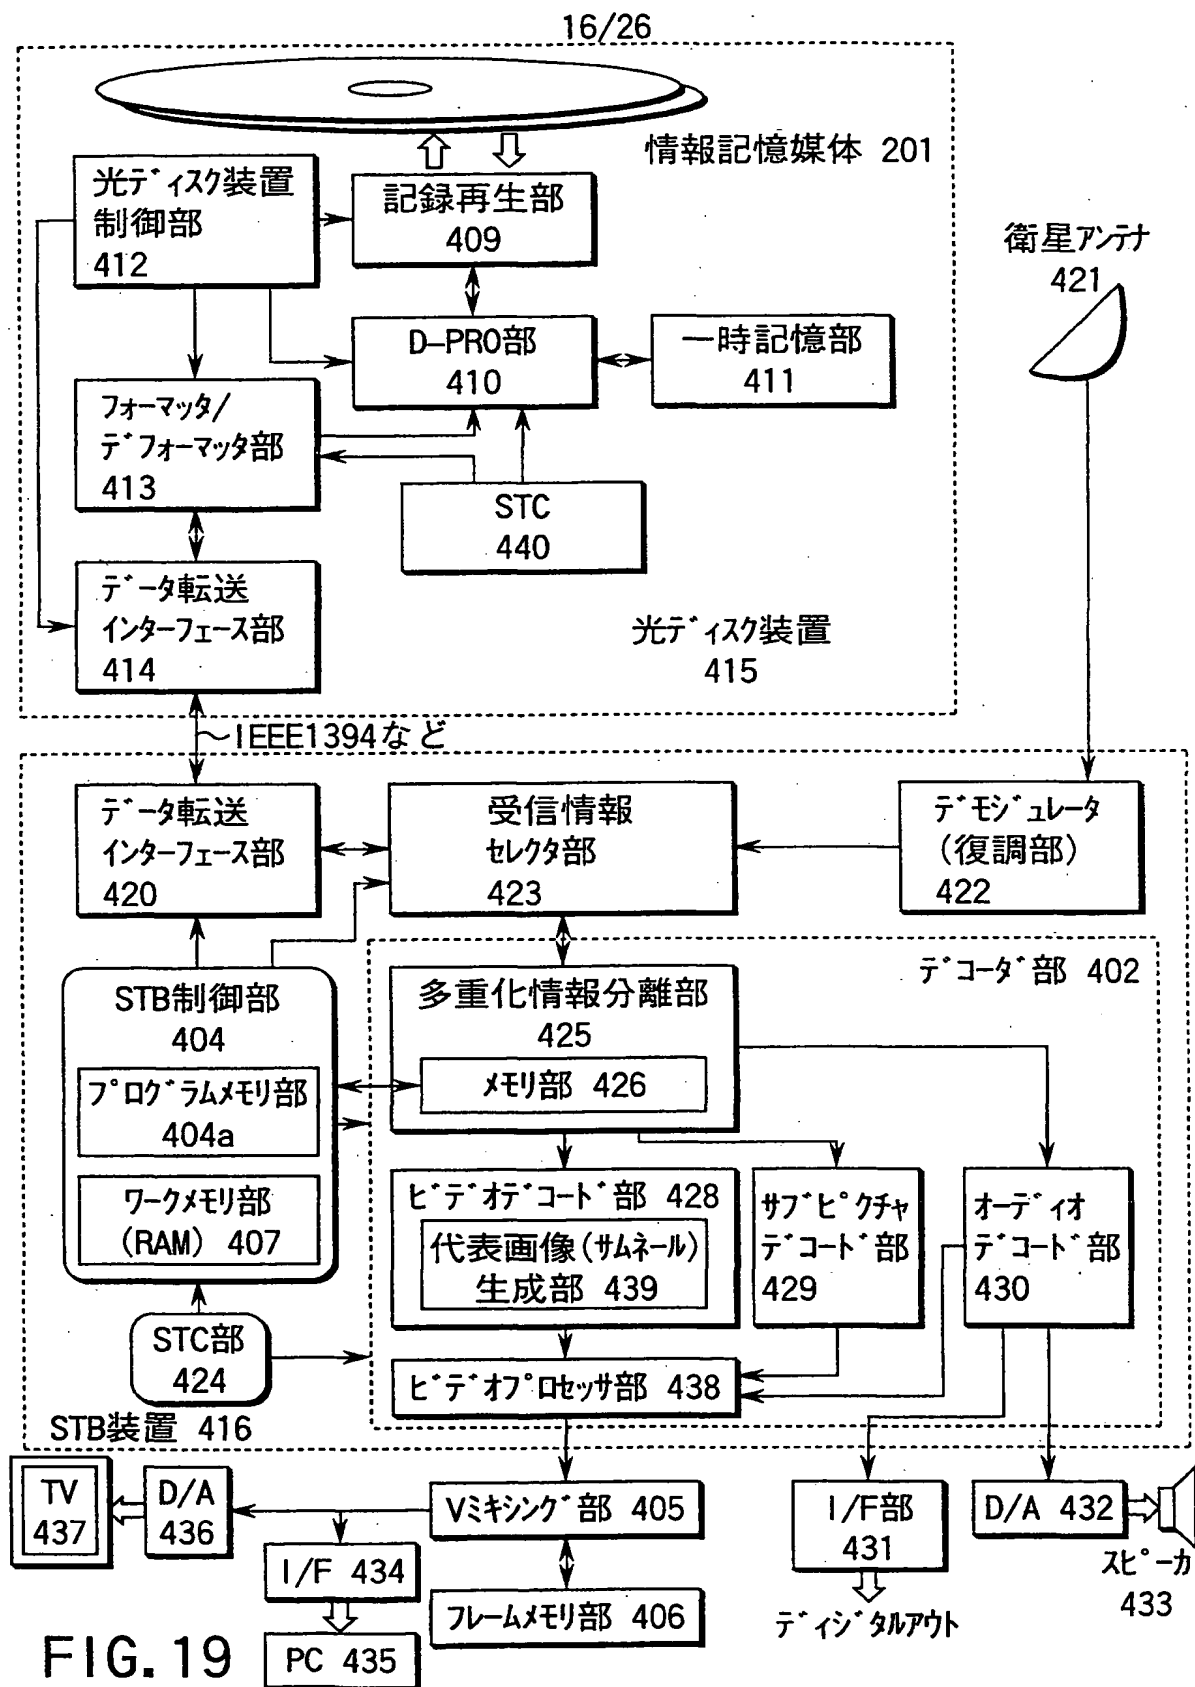 16/26
情報記憶媒体 201
光ディスク装置
制御部
412
記録再生部
409
衛星アンテナ
421
D-PRO部
410
一時記憶部
411
フォーマッタ/
デフォーマッタ部
413
STC
440
データ転送
インターフェース部
414
光ディスク装置
415
IEEE1394など
データ転送
インターフェース部
420
受信情報
セレクタ部
423
デモジュレータ
(復調部)
422
デコーダ部 402
STB制御部
404
プログラムメモリ部
404a
ワークメモリ部
(RAM) 407
多重化情報分離部
425
メモリ部 426
ビデオデコード部 428
代表画像(サムネール)
生成部 439
サブピクチャ
デコード部
429
オーディオ
デコード部
430
STC部
424
ビデオプロセッサ部 438
STB装置 416
TV
437
D/A
436
Vミキシング部 405
I/F部
431
D/A 432
スピーカ
433
I/F 434
フレームメモリ部 406
ディジタルアウト
PC 435
FIG. 19